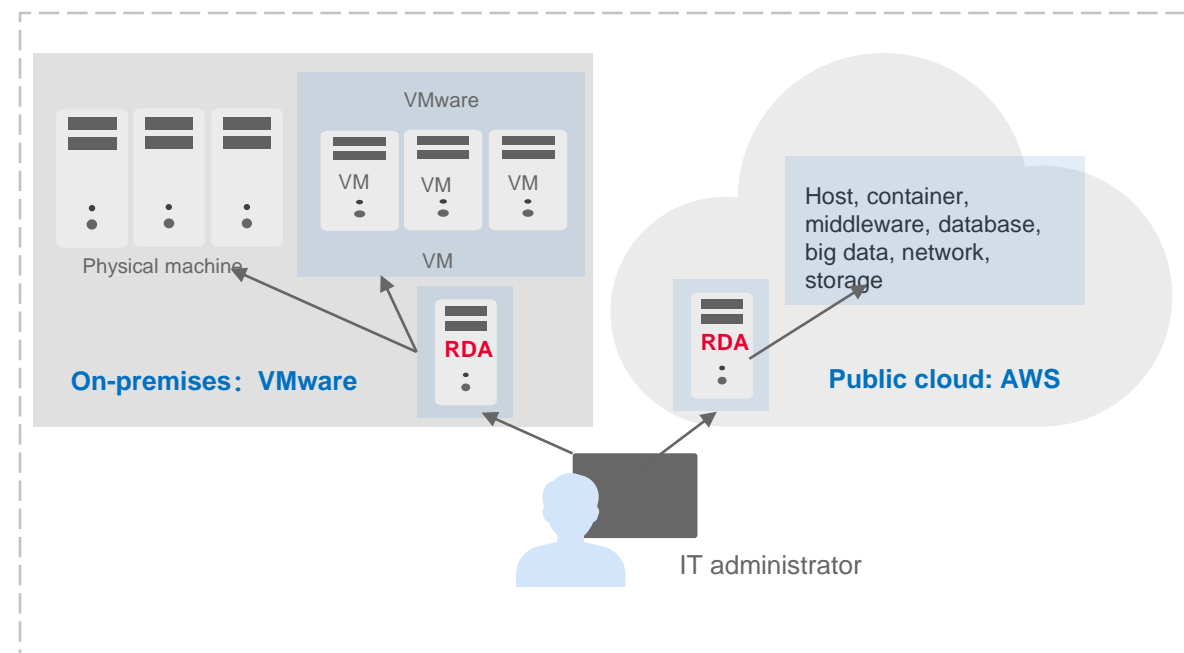 VMware
VM
VM
VM
Physical machine
VM
RDA
On-premises：VMware
Host, container,
middleware, database,
big data, network,
storage
RDA
Public cloud: AWS
IT administrator